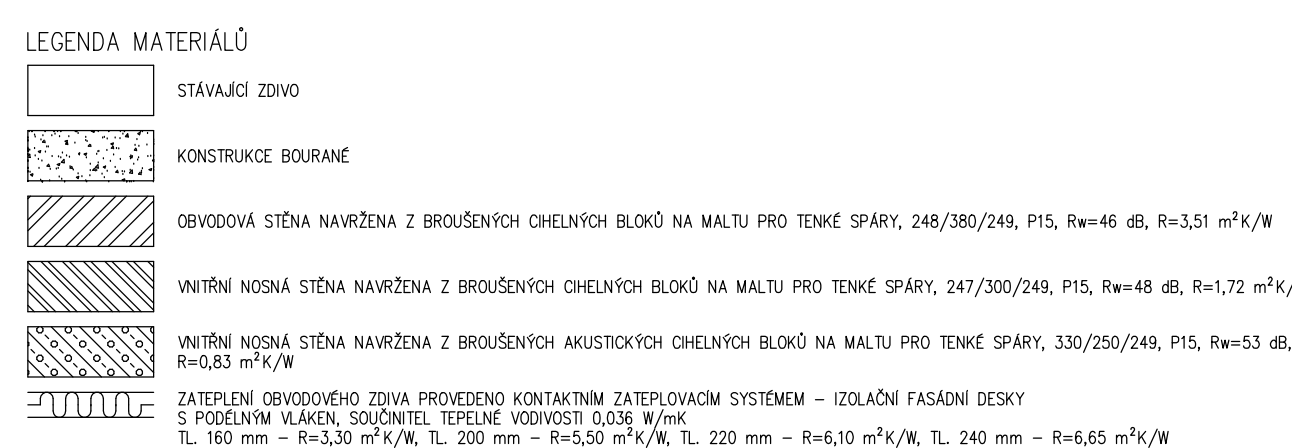 LEGENDA MATERIÁLŮ
STÁVAJÍCÍ ZDIVO
KONSTRUKCE BOURANÉ
OBVODOVÁ STĚNA NAVRŽENA Z BROUŠENÝCH CIHELNÝCH BLOKŮ NA MALTU PRO TENKÉ SPÁRY, 248/380/249, P15, Rw=46 dB, R=3,51 m²K/W
VNITŘNÍ NOSNÁ STĚNA NAVRŽENA Z BROUŠENÝCH CIHELNÝCH BLOKŮ NA MALTU PRO TENKÉ SPÁRY, 247/300/249, P15, Rw=48 dB, R=1,72 m²K/
VNITŘNÍ NOSNÁ STĚNA NAVRŽENA Z BROUŠENÝCH AKUSTICKÝCH CIHELNÝCH BLOKŮ NA MALTU PRO TENKÉ SPÁRY, 330/250/249, P15, Rw=53 dB,
R=0,83 m²K/W
ZATEPLENÍ OBVODOVÉHO ZDIVA PROVEDENO KONTAKTNÍM ZATEPLOVACÍM SYSTÉMEM – IZOLAČNÍ FASÁDNÍ DESKY
S PODÉLNÝM VLÁKEN, SOUČINITEL TEPELNÉ VODIVOSTI 0,036 W/mK
TL. 160 mm – R=3,30 m²K/W, TL. 200 mm – R=5,50 m²K/W, TL. 220 mm – R=6,10 m²K/W, TL. 240 mm – R=6,65 m²K/W